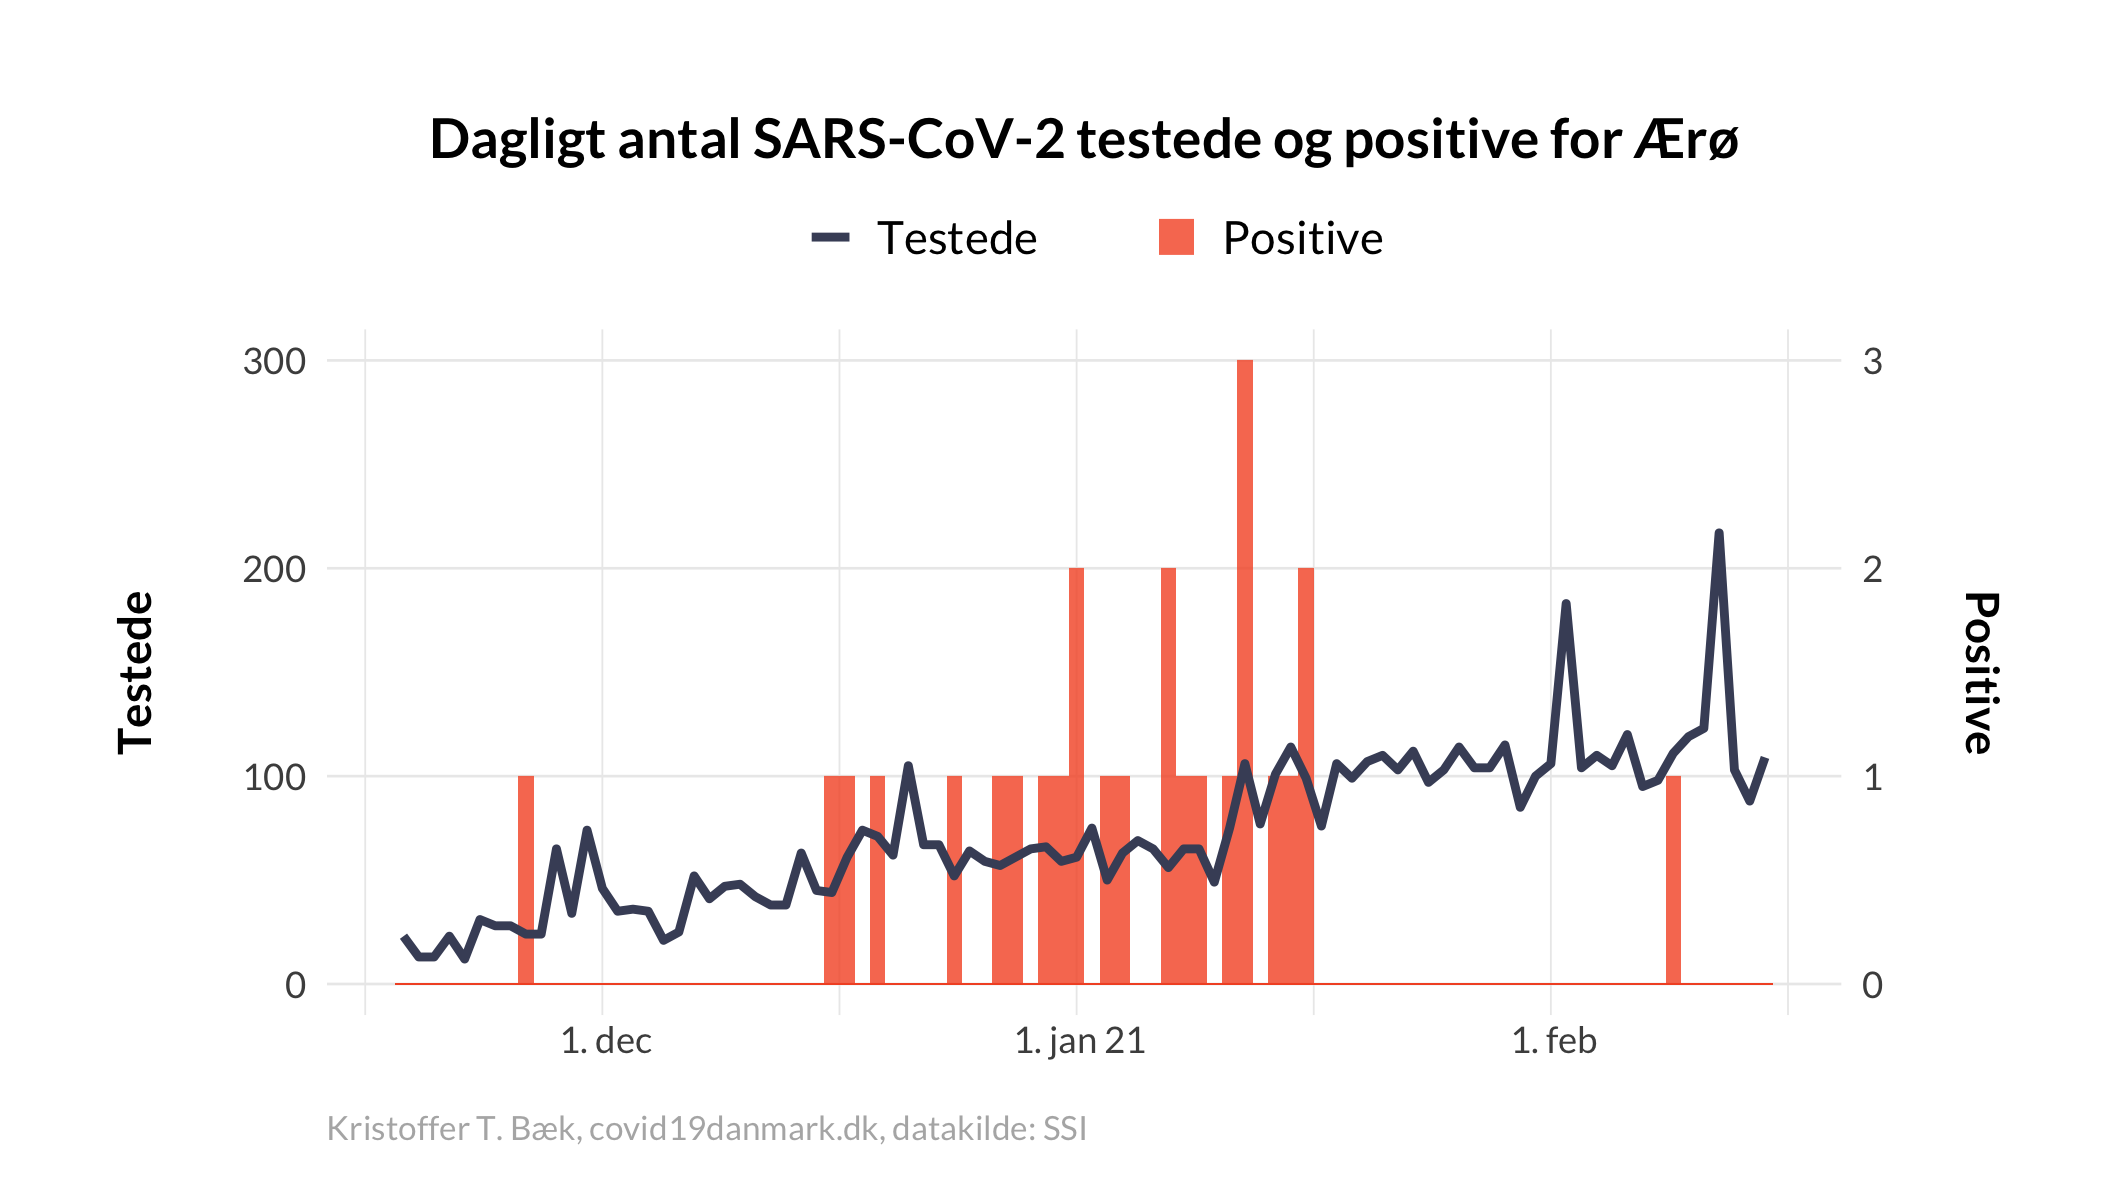 Dagligt antal SARS-CoV-2 testede og positive for Ærø
Testede Positive
300 3
200 2
100 1
0 0
Testede
Positive
1. dec 1. jan 21 1. feb
Kristoffer T. Bæk, covid19danmark.dk, datakilde: SSI